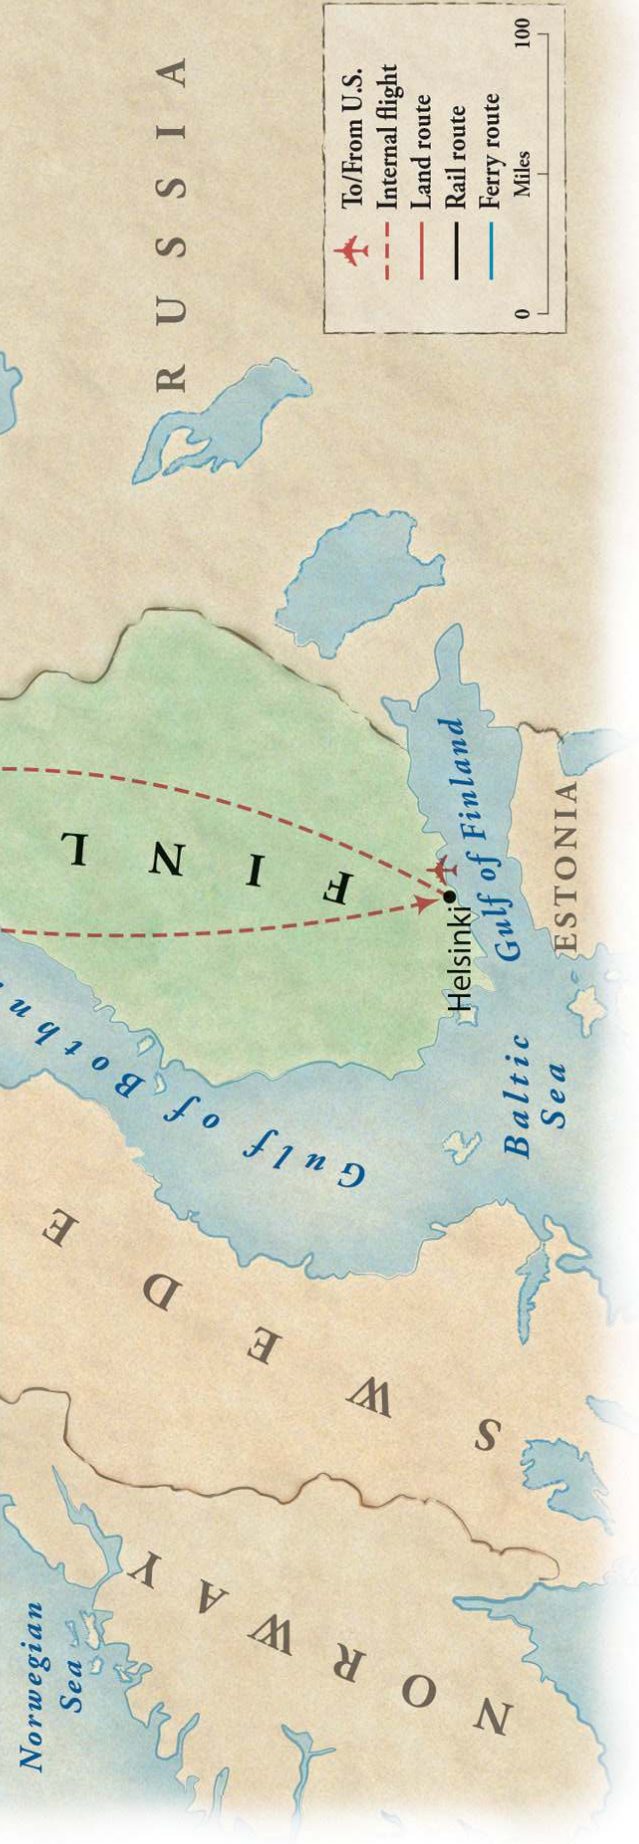 Norwegian
Sea
NORWAY
SWEDE
Gulf of Bothn
FINL
RUSSIA
Helsinki
Gulf of Finland
Baltic
Sea
ESTONIA
To/From U.S.
Internal flight
Land route
Rail route
Ferry route
0 Miles 100